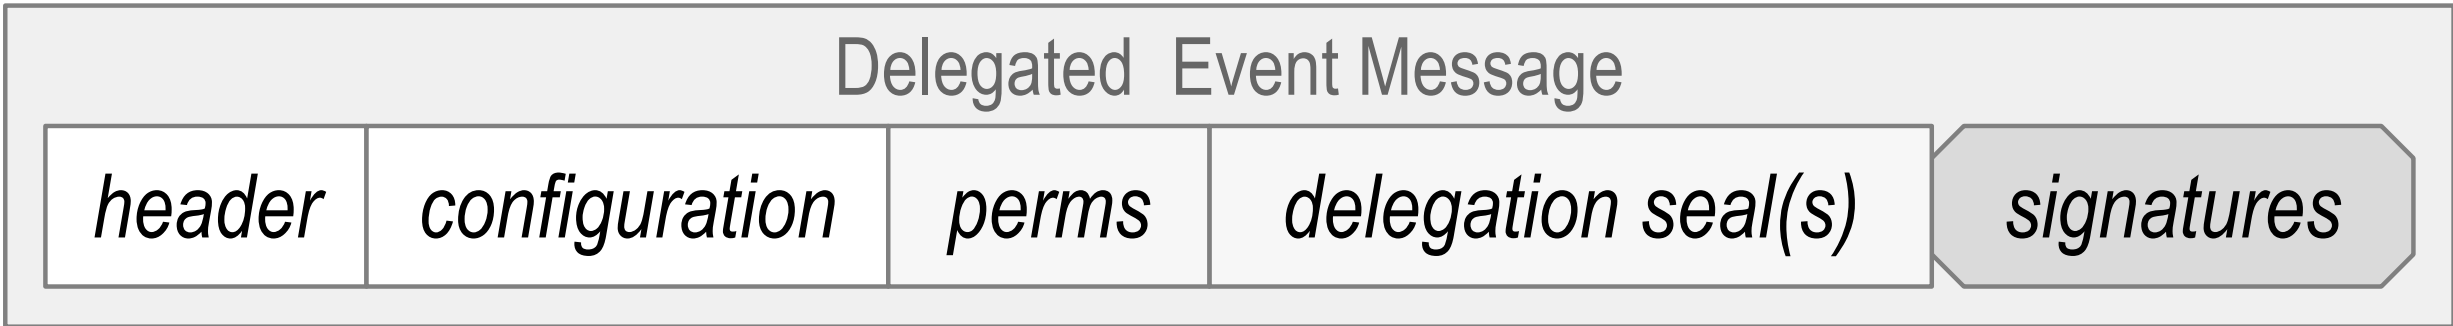 Delegated Event Message
header configuration perms delegation seal(s) signatures